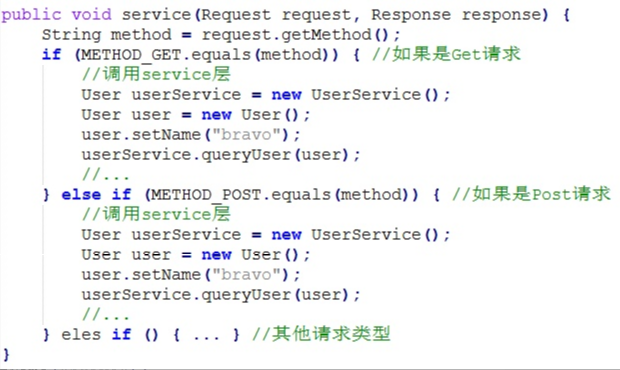 public void service(Request request, Response response) {
    String method = request.getMethod();
    if (METHOD_GET.equals(method)) { //如果是Get请求
        //调用service层
        User userService = new UserService();
        User user = new User();
        user.setName("bravo");
        userService.queryUser(user);
        //...
    } else if (METHOD_POST.equals(method)) { //如果是Post请求
        //调用service层
        User userService = new UserService();
        User user = new User();
        user.setName("bravo");
        userService.queryUser(user);
        //...
    } eles if () { ... } //其他请求类型
}